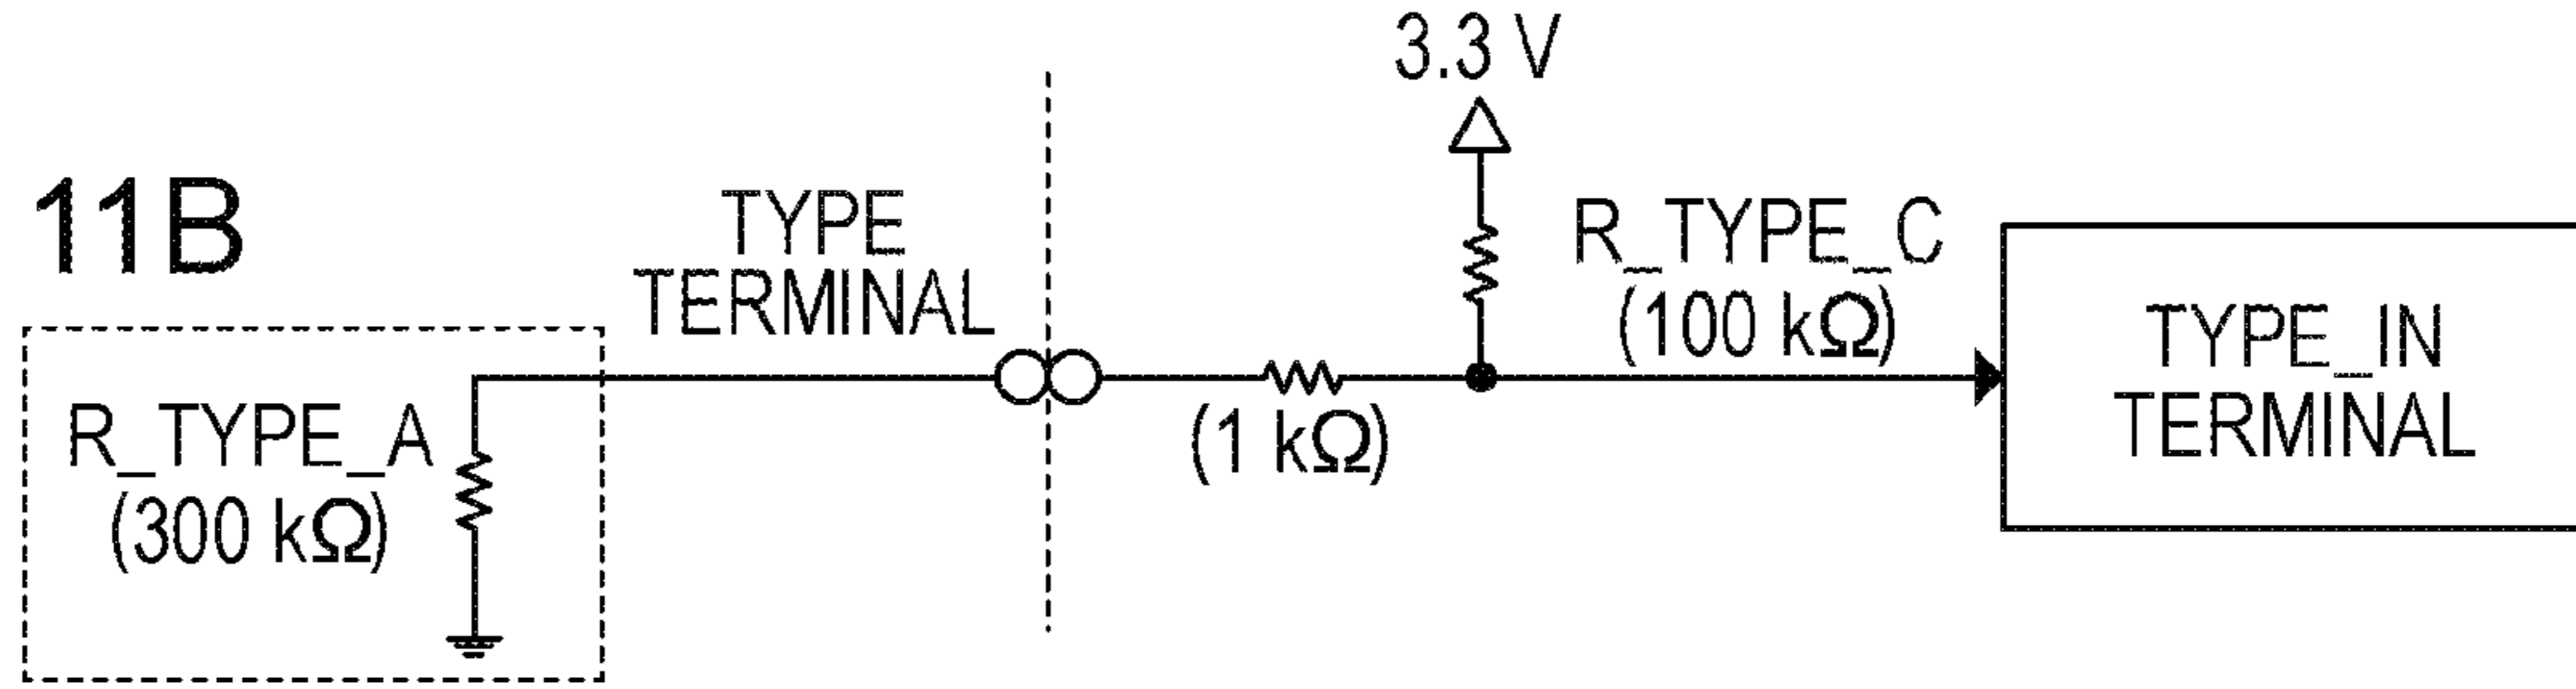 3.3 V
11B
TYPE
TERMINAL
R_TYPE_C
(100 kΩ)
TYPE_IN
TERMINAL
R_TYPE_A
(300 kΩ)
(1 kΩ)